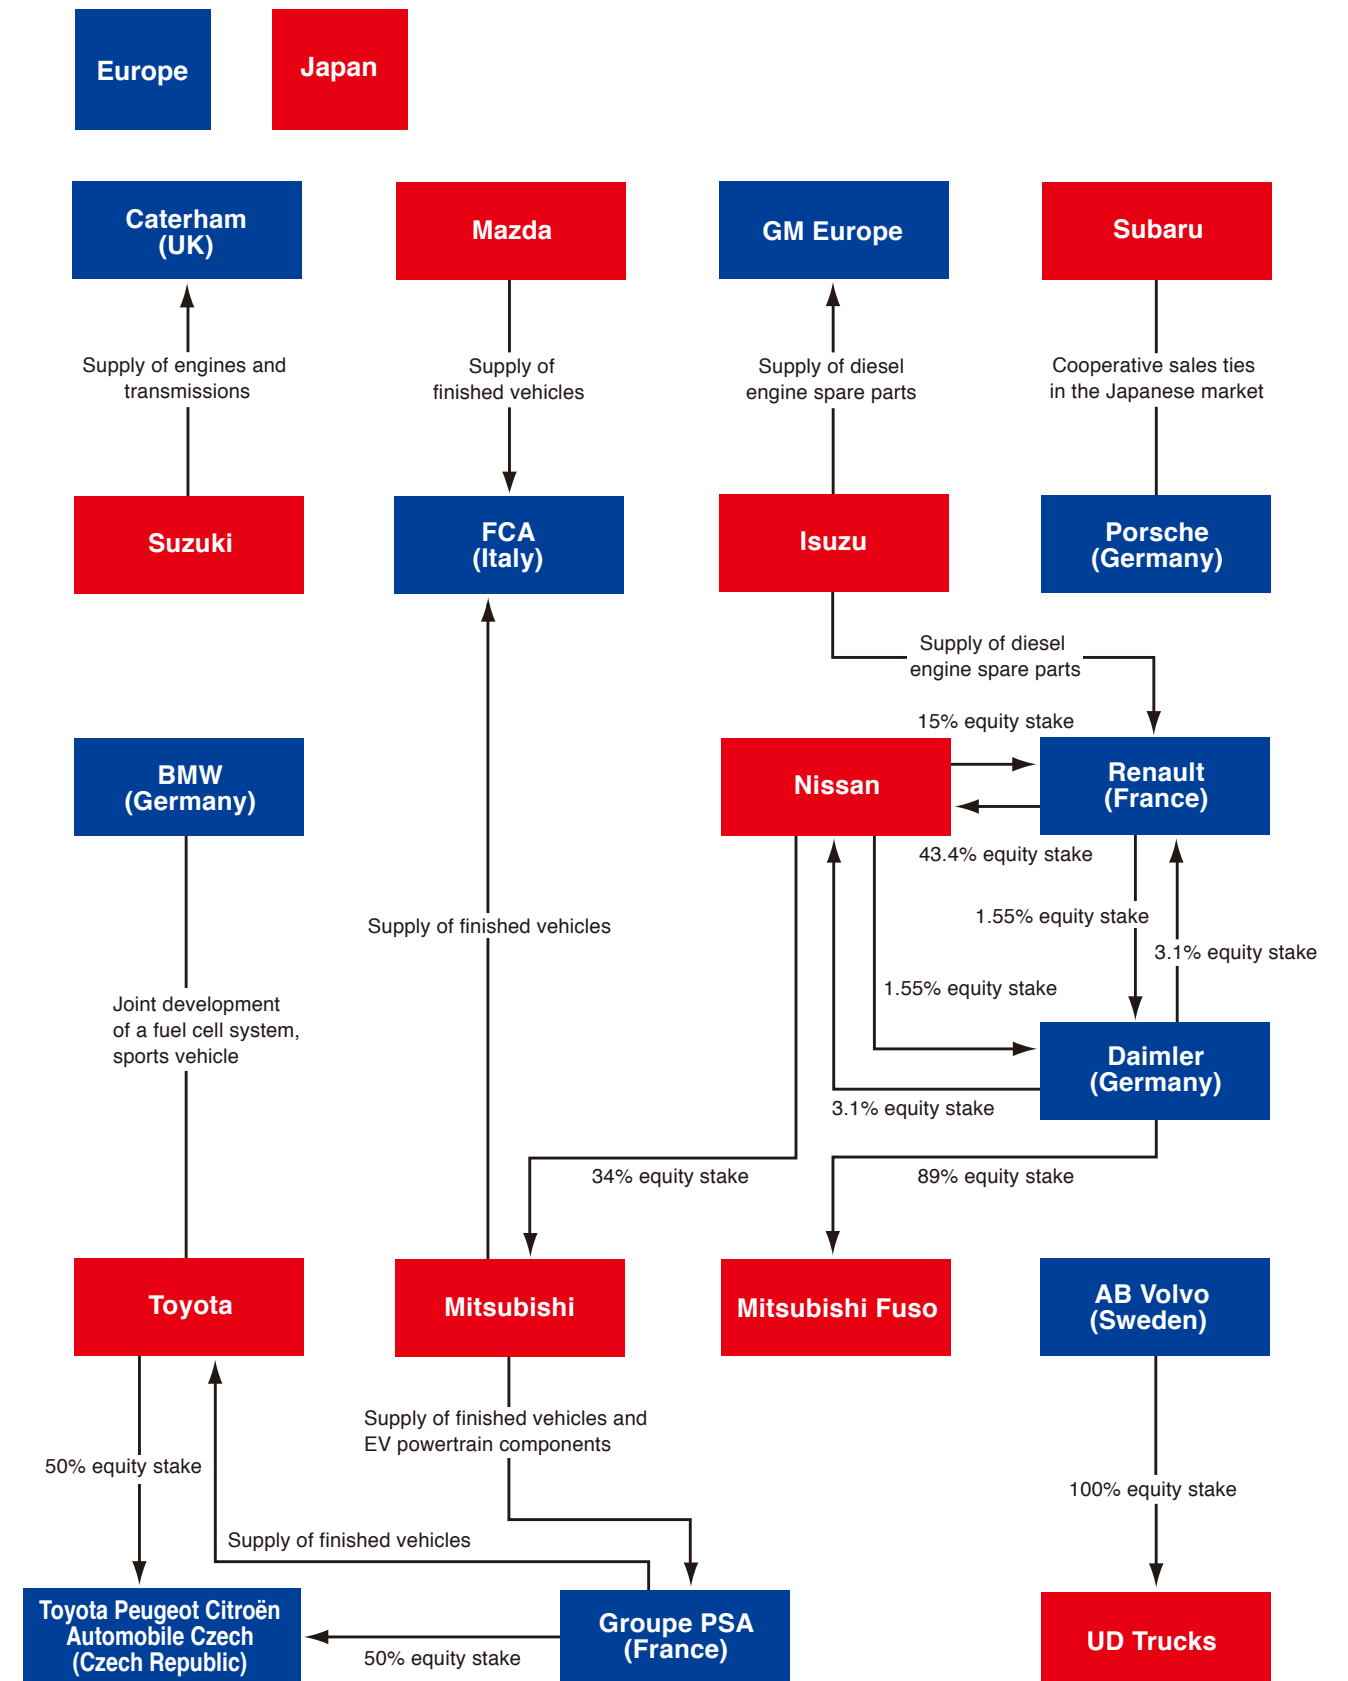 Europe
Japan
Caterham
(UK)
Mazda
GM Europe
Subaru
Supply of engines and
transmissions
Supply of
finished vehicles
Supply of diesel
engine spare parts
Cooperative sales ties
in the Japanese market
Suzuki
FCA
(Italy)
Isuzu
Porsche
(Germany)
Supply of diesel
engine spare parts
15% equity stake
BMW
(Germany)
Nissan
Renault
(France)
43.4% equity stake
1.55% equity stake
3.1% equity stake
Supply of finished vehicles
1.55% equity stake
Joint development
of a fuel cell system,
sports vehicle
Daimler
(Germany)
3.1% equity stake
34% equity stake
89% equity stake
Toyota
Mitsubishi
Mitsubishi Fuso
AB Volvo
(Sweden)
Supply of finished vehicles and
EV powertrain components
50% equity stake
100% equity stake
Supply of finished vehicles
Toyota Peugeot Citroën
Automobile Czech
(Czech Republic)
50% equity stake
Groupe PSA
(France)
UD Trucks